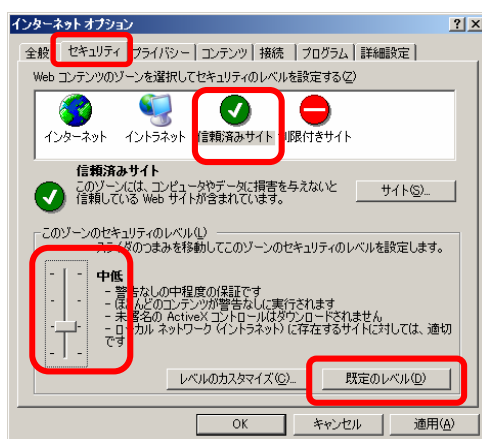 インターネット オプション
全般 セキュリティ プライバシー コンテンツ 接続 プログラム 詳細設定
Web コンテンツのゾーンを選択してセキュリティのレベルを設定する(Z)
インターネット イントラネット 信頼済みサイト 制限付きサイト
信頼済みサイト
このゾーンには、コンピュータやデータに損害を与えないと
信頼している Web サイトが含まれています。
サイト(S)...
このゾーンのセキュリティのレベル(L)
スライダのつまみを移動してこのゾーンのセキュリティのレベルを設定します。
中低
- 警告なしの中程度の保証です
- ほとんどのコンテンツが警告なしに実行されます
- 未署名の ActiveX コントロールはダウンロードされません
- ローカル ネットワーク (イントラネット) に存在するサイトに対しては、適切
です
レベルのカスタマイズ(C)... 既定のレベル(D)
OK キャンセル 適用(A)